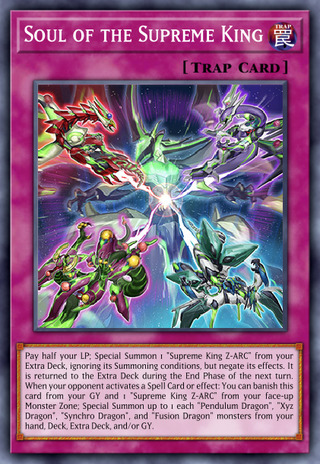 Soul of the Supreme King
TRAP
罠
[Trap Card]
Pay half your LP; Special Summon 1 "Supreme King Z-ARC" from your
Extra Deck, ignoring its Summoning conditions, but negate its effects. It
is returned to the Extra Deck during the End Phase of the next turn.
When your opponent activates a Spell Card or effect: You can banish this
card from your GY and 1 "Supreme King Z-ARC" from your face-up
Monster Zone; Special Summon up to 1 each "Pendulum Dragon", "Xyz
Dragon", "Synchro Dragon", and "Fusion Dragon" monsters from your
hand, Deck, Extra Deck, and/or GY.